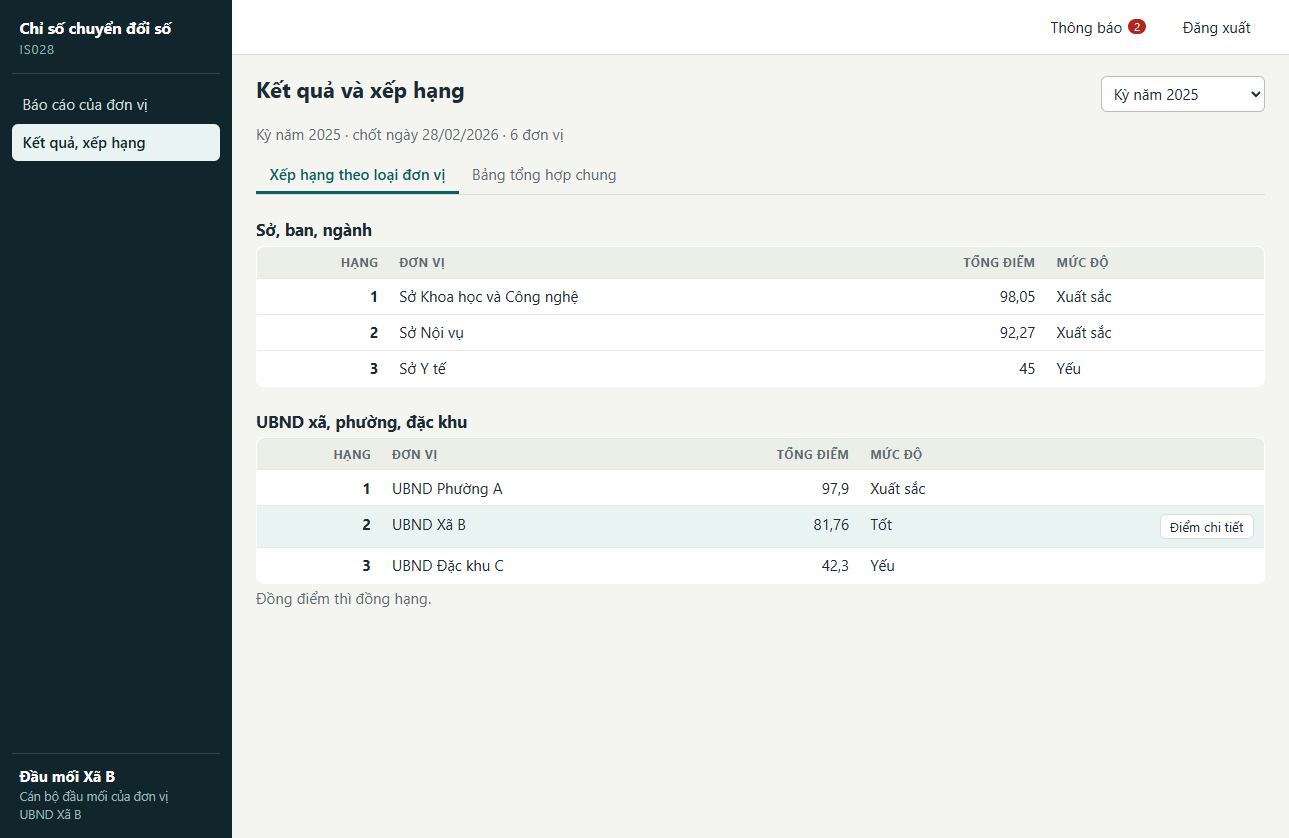 Chỉ số chuyển đổi số
IS028
Báo cáo của đơn vị
Kết quả, xếp hạng
Đầu mối Xã B
Cán bộ đầu mối của đơn vị
UBND Xã B
Thông báo 2
Đăng xuất
Kết quả và xếp hạng
Kỳ năm 2025
Kỳ năm 2025 · chốt ngày 28/02/2026 · 6 đơn vị
Xếp hạng theo loại đơn vị
Bảng tổng hợp chung
Sở, ban, ngành
HẠNG ĐƠN VỊ TỔNG ĐIỂM MỨC ĐỘ
1 Sở Khoa học và Công nghệ 98,05 Xuất sắc
2 Sở Nội vụ 92,27 Xuất sắc
3 Sở Y tế 45 Yếu
UBND xã, phường, đặc khu
HẠNG ĐƠN VỊ TỔNG ĐIỂM MỨC ĐỘ
1 UBND Phường A 97,9 Xuất sắc
2 UBND Xã B 81,76 Tốt Điểm chi tiết
3 UBND Đặc khu C 42,3 Yếu
Đồng điểm thì đồng hạng.